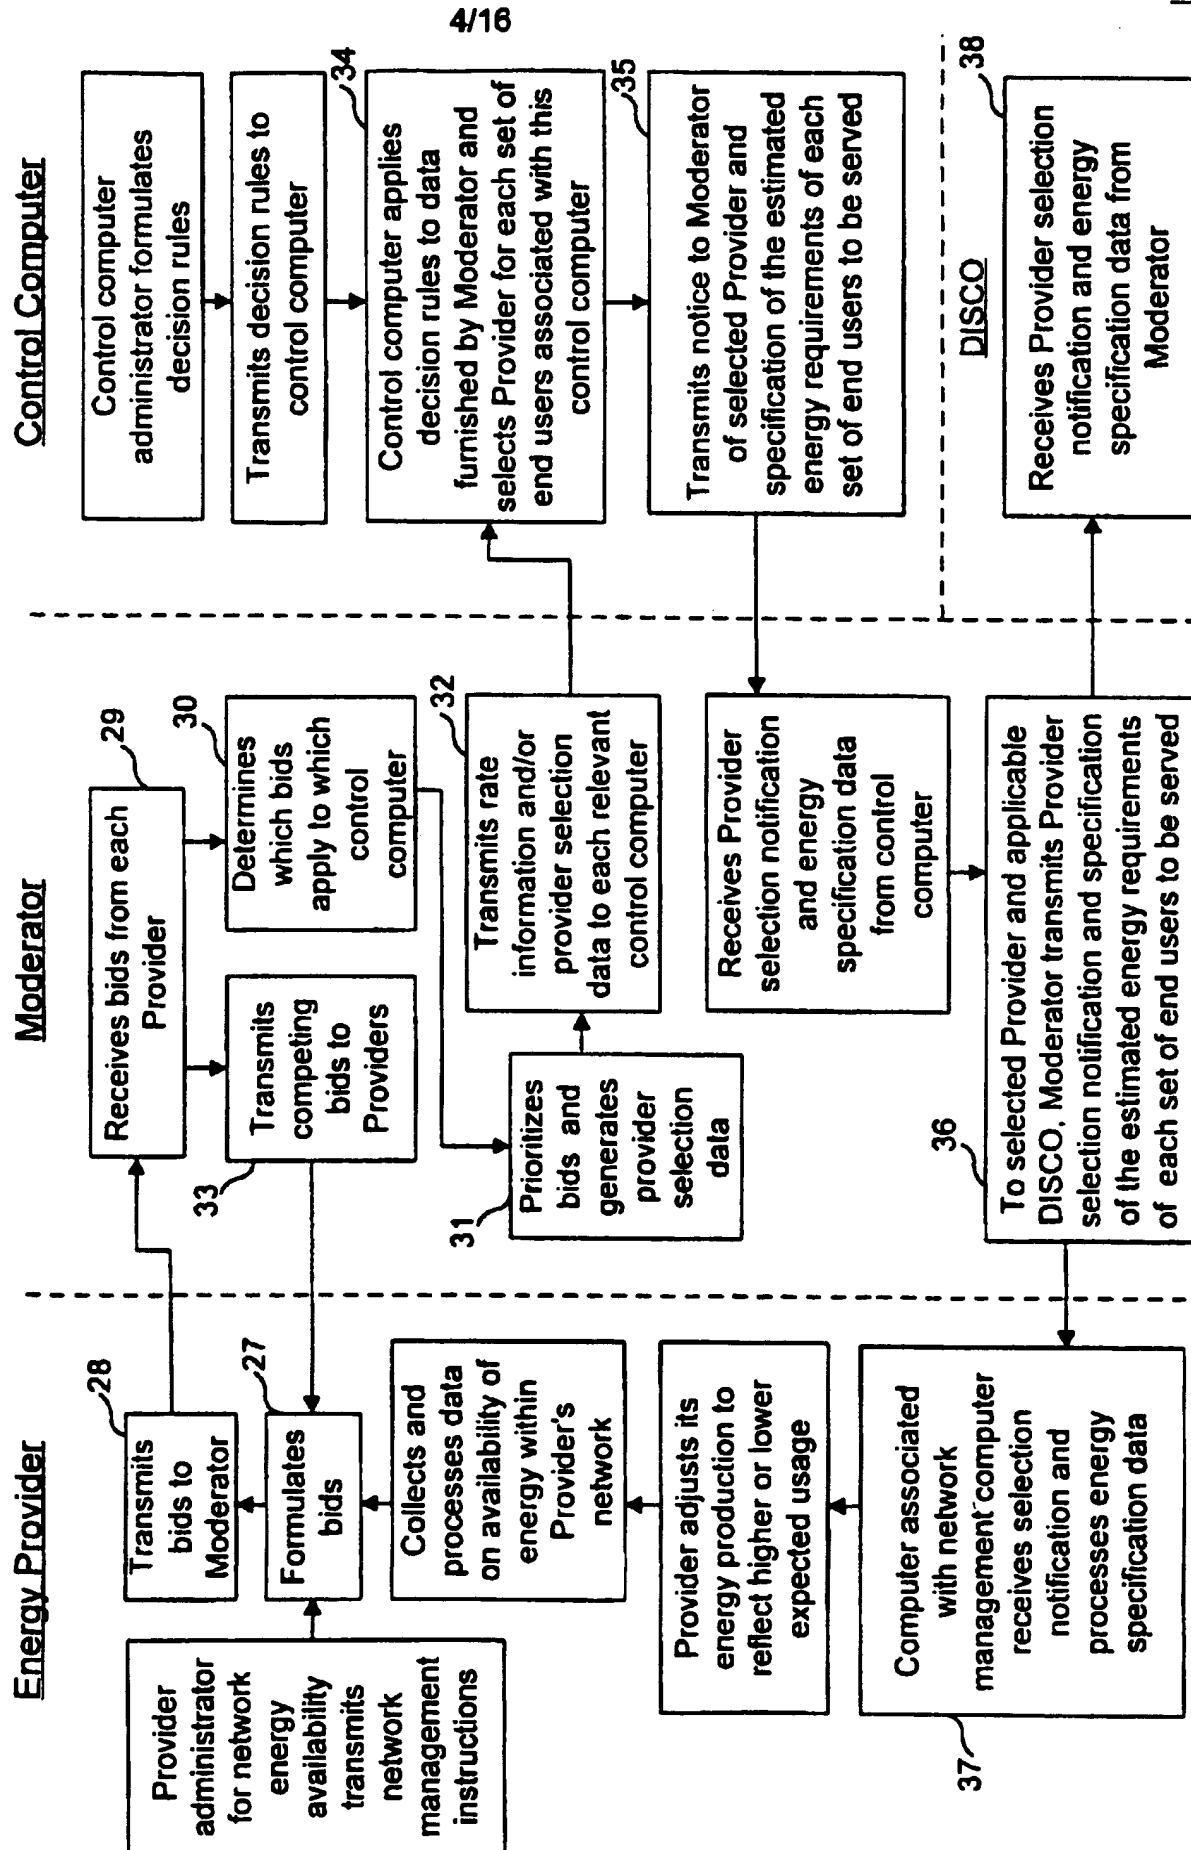 4/16
Energy Provider
Provider
administrator
for network
energy
availability
transmits
network
management
instructions
28
Transmits
bids to
Moderator
27
Formulates
bids
Collects and
processes data
on availability of
energy within
Provider's
network
Provider adjusts its
energy production to
reflect higher or lower
expected usage
37
Computer associated
with network
management computer
receives selection
notification and
processes energy
specification data
Moderator
29
Receives bids from each
Provider
33
Transmits
competing
bids to
Providers
30
Determines
which bids
apply to which
control
computer
31
Prioritizes
bids and
generates
provider
selection
data
32
Transmits rate
information and/or
provider selection
data to each relevant
control computer
Receives Provider
selection notification
and energy
specification data
from control
computer
36
To selected Provider and applicable
DISCO, Moderator transmits Provider
selection notification and specification
of the estimated energy requirements
of each set of end users to be served
Control Computer
Control computer
administrator formulates
decision rules
Transmits decision rules to
control computer
34
Control computer applies
decision rules to data
furnished by Moderator and
selects Provider for each set of
end users associated with this
control computer
35
Transmits notice to Moderator
of selected Provider and
specification of the estimated
energy requirements of each
set of end users to be served
DISCO
38
Receives Provider selection
notification and energy
specification data from
Moderator